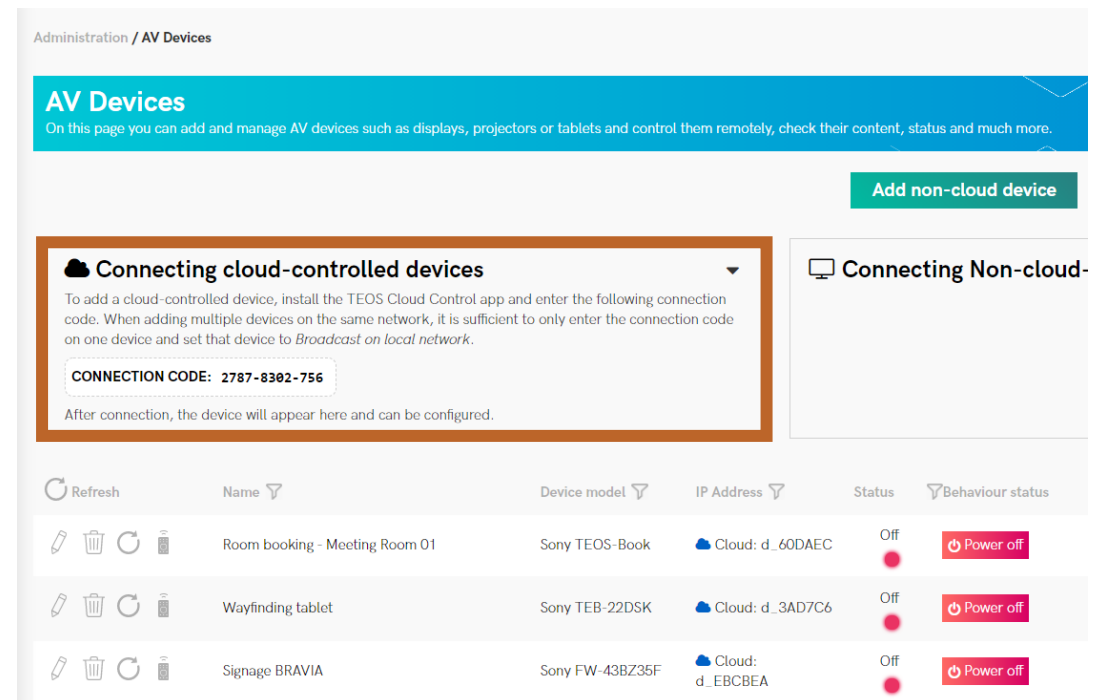 Administration / AV Devices
AV Devices
On this page you can add and manage AV devices such as displays, projectors or tablets and control them remotely, check their content, status and much more.
Add non-cloud device
Connecting cloud-controlled devices
To add a cloud-controlled device, install the TEOS Cloud Control app and enter the following connection
code. When adding multiple devices on the same network, it is sufficient to only enter the connection code
on one device and set that device to Broadcast on local network.
CONNECTION CODE: 2787-8302-756
After connection, the device will appear here and can be configured.
Connecting Non-cloud-
Refresh Name Device model IP Address Status Behaviour status
Room booking - Meeting Room 01 Sony TEOS-Book Cloud: d_60DAEC Off Power off
Wayfinding tablet Sony TEB-22DSK Cloud: d_3AD7C6 Off Power off
Signage BRAVIA Sony FW-43BZ35F Cloud: Off Power off
d_EBCBEA